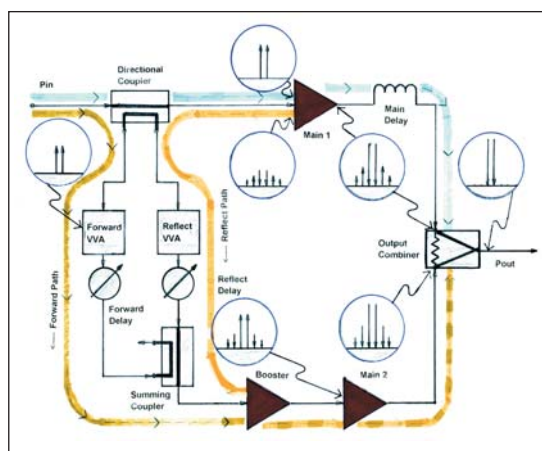 Directional
Coupler
Pin
Main 1
Main
Delay
Forward
VVA
Reflect
VVA
Reflect Path
Output
Combiner
Pout
Forward Path
Forward
Delay
Reflect
Delay
Summing
Coupler
Booster
Main 2